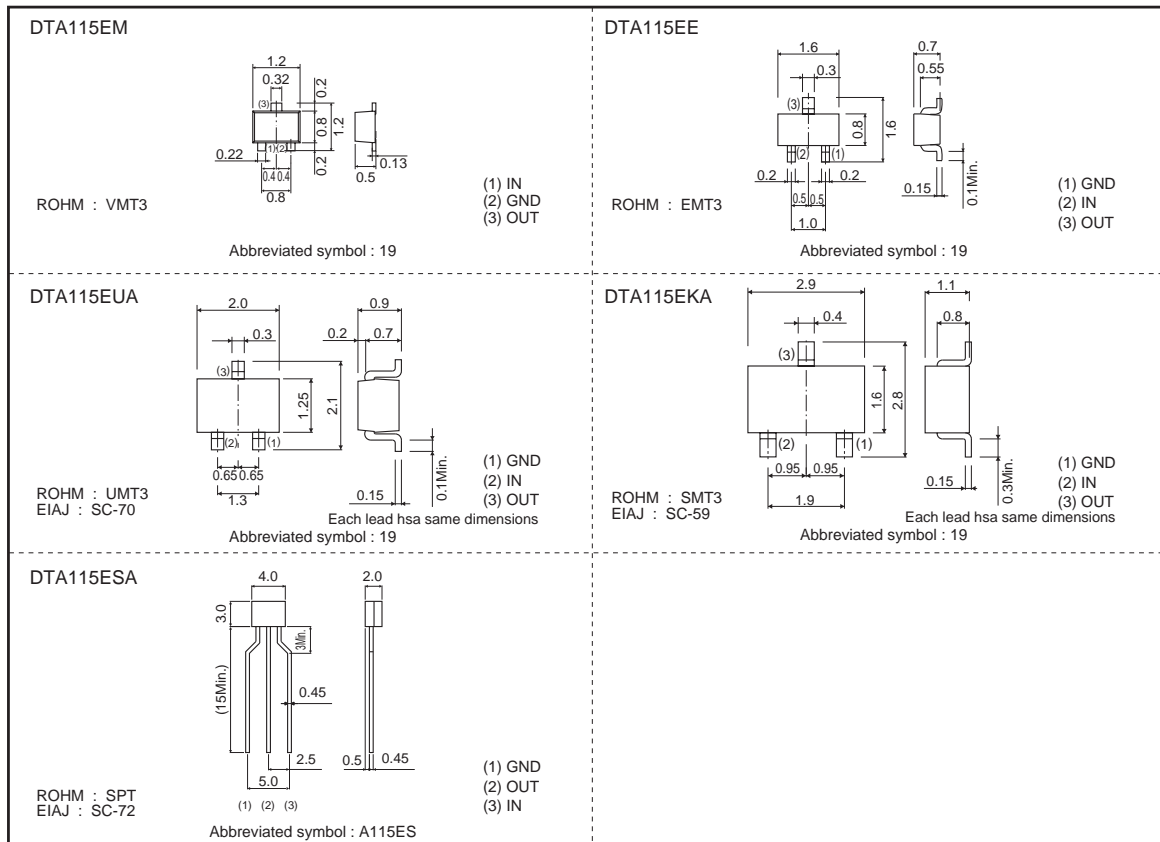 DTA115EM
1.2
0.32
0.2
(3)
0.8
1.2
(1) (2)
0.22
0.2
0.13
0.4 0.4
0.5
0.8
(1) IN
(2) GND
(3) OUT
ROHM : VMT3
Abbreviated symbol : 19
DTA115EE
1.6
0.7
0.3
0.55
(3)
0.8
1.6
(2)
(1)
0.2
0.2
0.15
0.1Min.
0.5 0.5
1.0
(1) GND
(2) IN
(3) OUT
ROHM : EMT3
Abbreviated symbol : 19
DTA115EUA
2.0
0.9
0.3
0.2
0.7
(3)
1.25
2.1
(2)
(1)
0.65 0.65
1.3
0.15
0.1Min.
(1) GND
(2) IN
(3) OUT
ROHM : UMT3
EIAJ : SC-70
Each lead hsa same dimensions
Abbreviated symbol : 19
DTA115EKA
2.9
1.1
0.4
0.8
(3)
1.6
2.8
(2)
(1)
0.95 0.95
1.9
0.15
0.3Min.
(1) GND
(2) IN
(3) OUT
ROHM : SMT3
EIAJ : SC-59
Each lead hsa same dimensions
Abbreviated symbol : 19
DTA115ESA
4.0
2.0
3.0
3Min.
(15Min.)
0.45
2.5
0.5
0.45
5.0
(1) (2) (3)
(1) GND
(2) OUT
(3) IN
ROHM : SPT
EIAJ : SC-72
Abbreviated symbol : A115ES